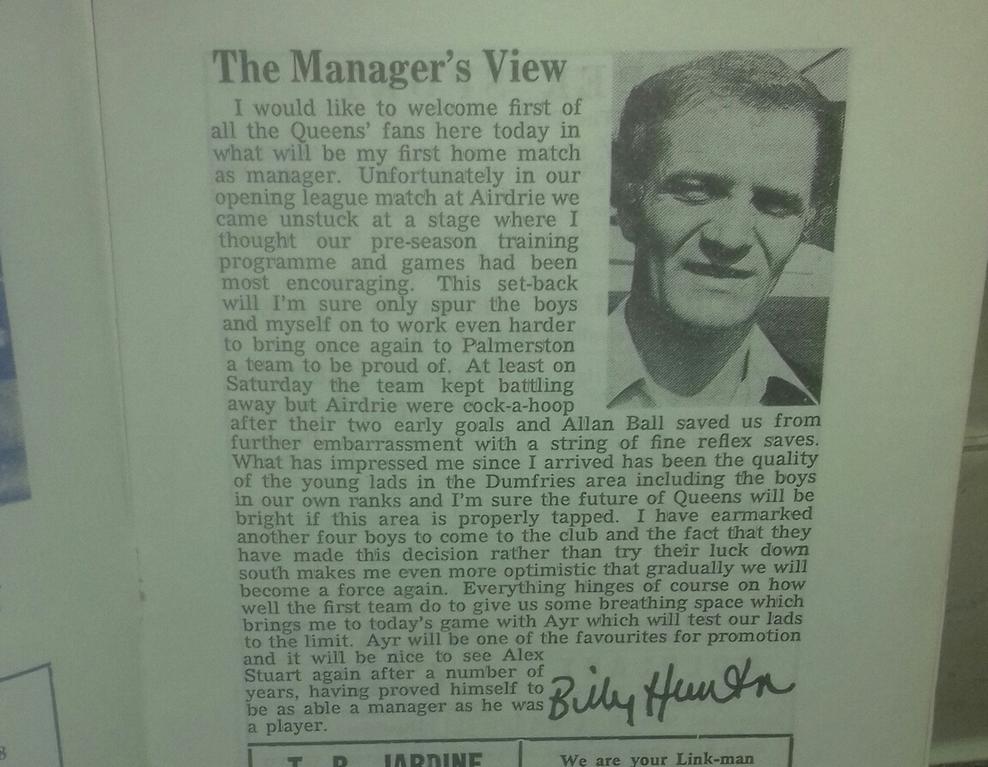 The Manager's View
I would like to welcome first of
all the Queens' fans here today in
what will be my first home match
as manager. Unfortunately in our
opening league match at Airdrie we
came unstuck at a stage where I
thought our pre-season training
programme and games had been
most encouraging. This set-back
will I'm sure only spur the boys
and myself on to work even harder
to bring once again to Palmerston
a team to be proud of. At least on
Saturday the team kept battling
away but Airdrie were cock-a-hoop
after their two early goals and Allan Ball saved us from
further embarrassment with a string of fine reflex saves.
What has impressed me since I arrived has been the quality
of the young lads in the Dumfries area including the boys
in our own ranks and I'm sure the future of Queens will be
bright if this area is properly tapped. I have earmarked
another four boys to come to the club and the fact that they
have made this decision rather than try their luck down
south makes me even more optimistic that gradually we will
become a force again. Everything hinges of course on how
well the first team do to give us some breathing space which
brings me to today's game with Ayr which will test our lads
to the limit. Ayr will be one of the favourites for promotion
and it will be nice to see Alex
Stuart again after a number of
years, having proved himself to
be as able a manager as he was
a player.
Billy Hunter
T. P. JARDINE
We are your Link-man
8